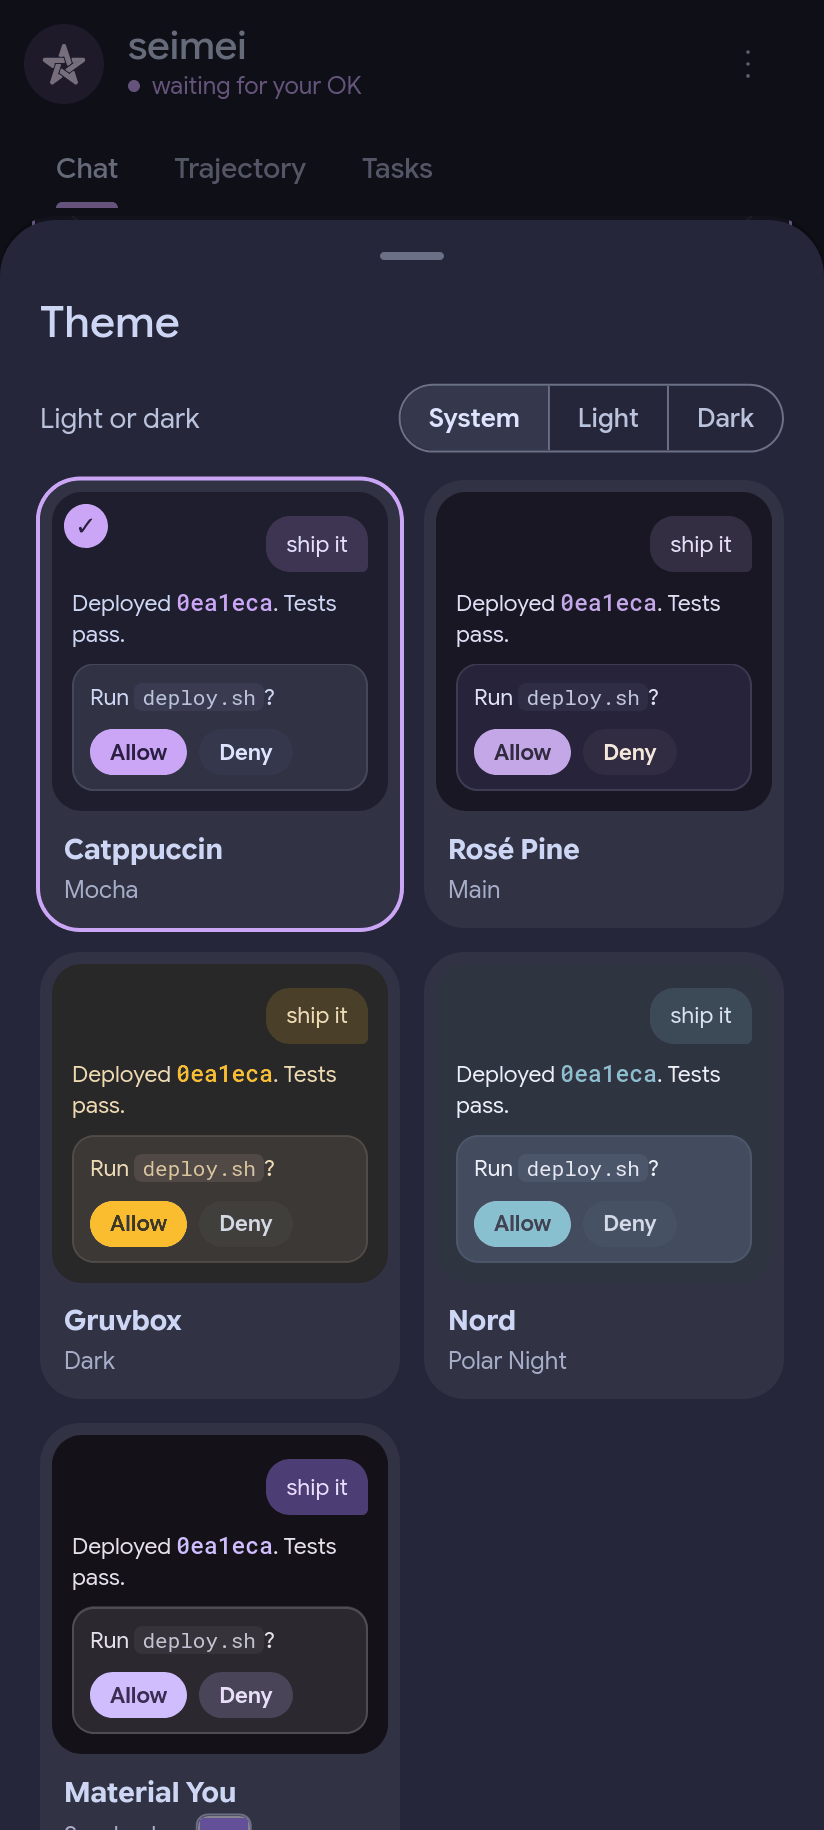 seimei
waiting for your OK
Chat Trajectory Tasks
Theme
Light or dark System Light Dark
✓ ship it
Deployed 0ea1eca. Tests
pass.
Run deploy.sh ?
Allow Deny
Catppuccin
Mocha
ship it
Deployed 0ea1eca. Tests
pass.
Run deploy.sh ?
Allow Deny
Rosé Pine
Main
ship it
Deployed 0ea1eca. Tests
pass.
Run deploy.sh ?
Allow Deny
Gruvbox
Dark
ship it
Deployed 0ea1eca. Tests
pass.
Run deploy.sh ?
Allow Deny
Nord
Polar Night
ship it
Deployed 0ea1eca. Tests
pass.
Run deploy.sh ?
Allow Deny
Material You